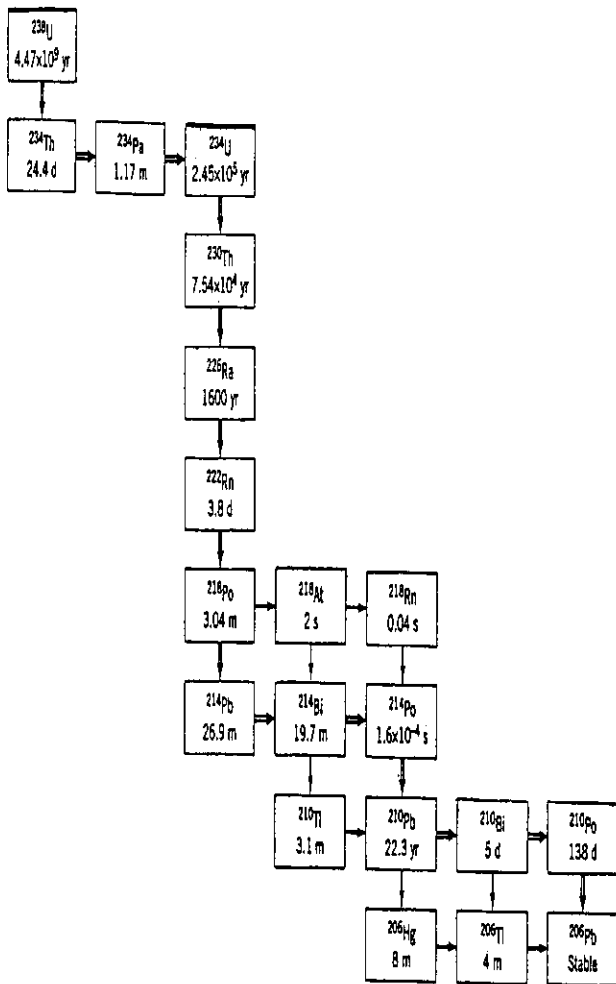 ²³⁸U
4.47x10⁹ yr
²³⁴Th
24.4 d
²³⁴Pa
1.17 m
²³⁴U
2.45x10⁵ yr
²³⁰Th
7.54x10⁴ yr
²²⁶Ra
1600 yr
²²²Rn
3.8 d
²¹⁸Po
3.04 m
²¹⁸At
2 s
²¹⁸Rn
0.04 s
²¹⁴Pb
26.9 m
²¹⁴Bi
19.7 m
²¹⁴Po
1.6x10⁻⁴ s
²¹⁰Tl
3.1 m
²¹⁰Pb
22.3 yr
²¹⁰Bi
5 d
²¹⁰Po
138 d
²⁰⁶Hg
8 m
²⁰⁶Tl
4 m
²⁰⁶Pb
Stable